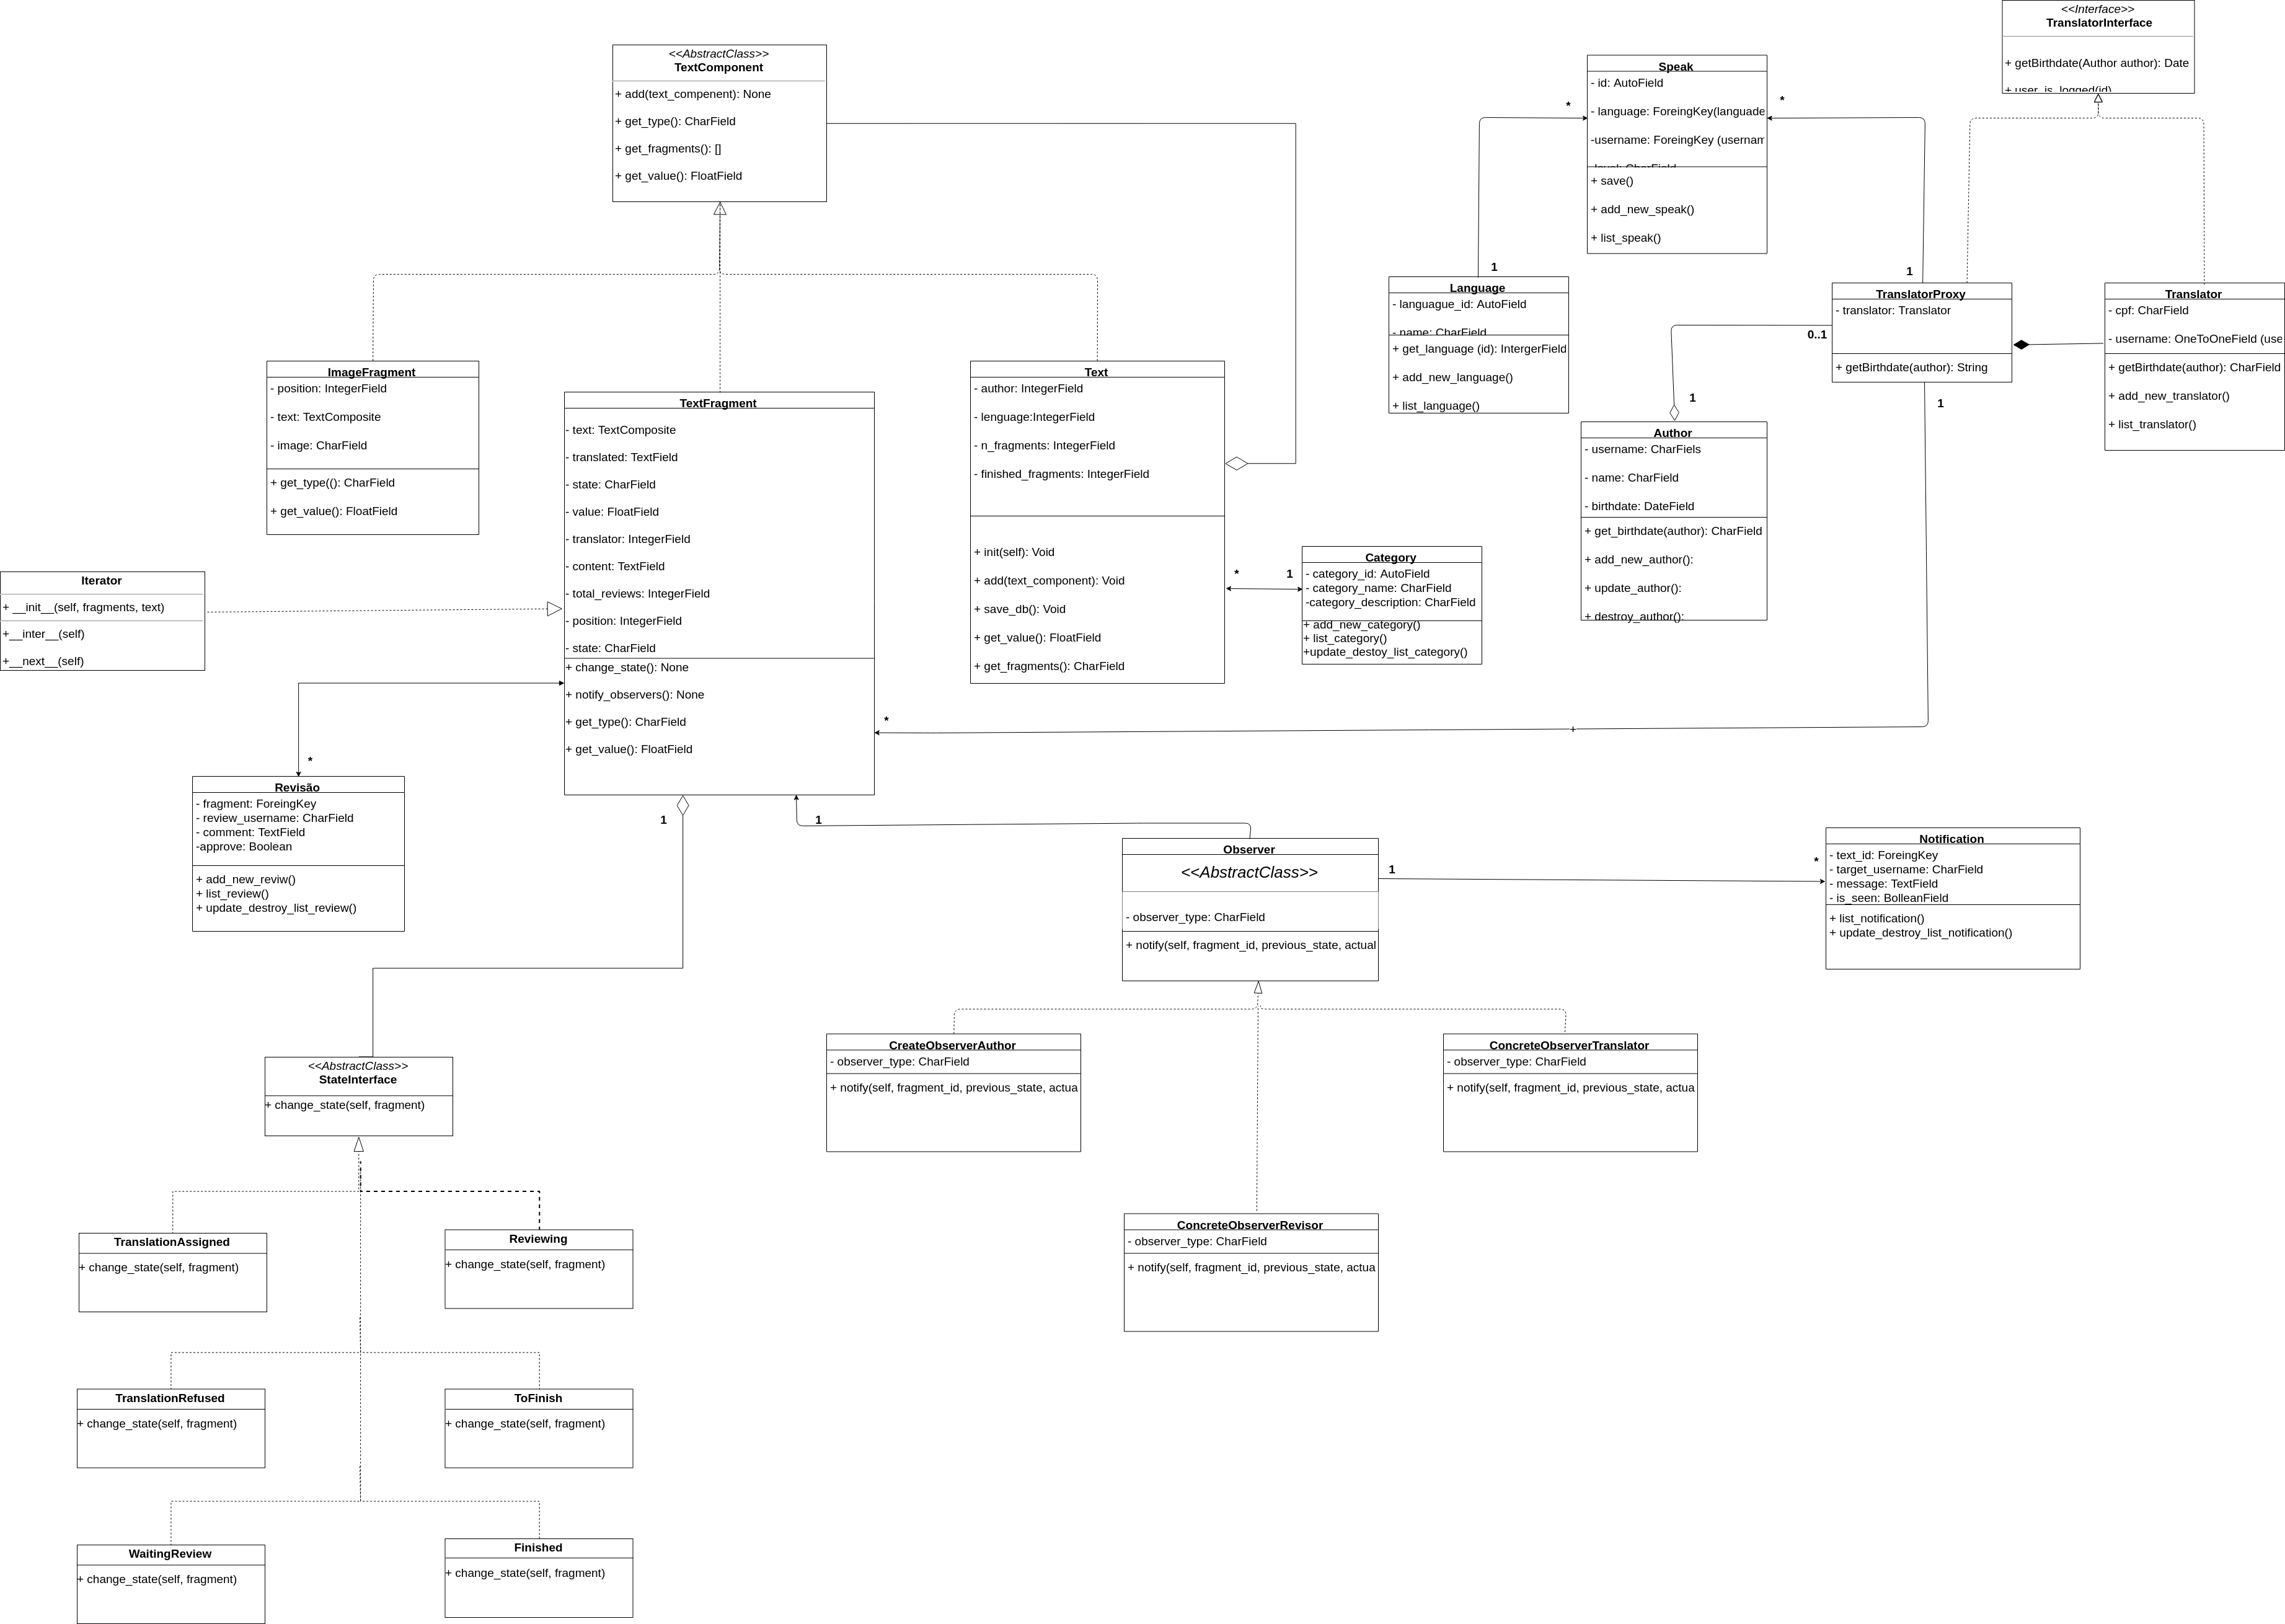 <<Interface>>
TranslatorInterface
+ getBirthdate(Author author): Date
+ user_is_logged(id)
<<AbstractClass>>
TextComponent
+ add(text_compenent): None
+ get_type(): CharField
+ get_fragments(): []
+ get_value(): FloatField
Speak
- id: AutoField
- language: ForeingKey(languade
-username: ForeingKey (usernam
+ save()
+ add_new_speak()
+ list_speak()
*
*
1
1
Language
- languague_id: AutoField
- name: CharField
+ get_language (id): IntergerField
+ add_new_language()
+ list_language()
TranslatorProxy
- translator: Translator
+ getBirthdate(author): String
0..1
1
1
Translator
- cpf: CharField
- username: OneToOneField (use
+ getBirthdate(author): CharField
+ add_new_translator()
+ list_translator()
ImageFragment
- position: IntegerField
- text: TextComposite
- image: CharField
+ get_type((): CharField
+ get_value(): FloatField
TextFragment
- text: TextComposite
- translated: TextField
- state: CharField
- value: FloatField
- translator: IntegerField
- content: TextField
- total_reviews: IntegerField
- position: IntegerField
- state: CharField
+ change_state(): None
+ notify_observers(): None
+ get_type(): CharField
+ get_value(): FloatField
Text
- author: IntegerField
- lenguage:IntegerField
- n_fragments: IntegerField
- finished_fragments: IntegerField
+ init(self): Void
+ add(text_component): Void
+ save_db(): Void
+ get_value(): FloatField
+ get_fragments(): CharField
Author
- username: CharFiels
- name: CharField
- birthdate: DateField
+ get_birthdate(author): CharField
+ add_new_author():
+ update_author():
+ destroy_author():
*
1
Category
- category_id: AutoField
- category_name: CharField
-category_description: CharField
+ add_new_category()
+ list_category()
+update_destoy_list_category()
Iterator
+ __init__(self, fragments, text)
+__inter__(self)
+__next__(self)
*
+
*
Revisão
- fragment: ForeingKey
- review_username: CharField
- comment: TextField
-approve: Boolean
+ add_new_reviw()
+ list_review()
+ update_destroy_list_review()
1
1
Observer
<<AbstractClass>>
- observer_type: CharField
+ notify(self, fragment_id, previous_state, actual
1
*
Notification
- text_id: ForeingKey
- target_username: CharField
- message: TextField
- is_seen: BolleanField
+ list_notification()
+ update_destroy_list_notification()
CreateObserverAuthor
- observer_type: CharField
+ notify(self, fragment_id, previous_state, actua
ConcreteObserverTranslator
- observer_type: CharField
+ notify(self, fragment_id, previous_state, actua
<<AbstractClass>>
StateInterface
+ change_state(self, fragment)
ConcreteObserverRevisor
- observer_type: CharField
+ notify(self, fragment_id, previous_state, actua
TranslationAssigned
+ change_state(self, fragment)
Reviewing
+ change_state(self, fragment)
TranslationRefused
+ change_state(self, fragment)
ToFinish
+ change_state(self, fragment)
WaitingReview
+ change_state(self, fragment)
Finished
+ change_state(self, fragment)